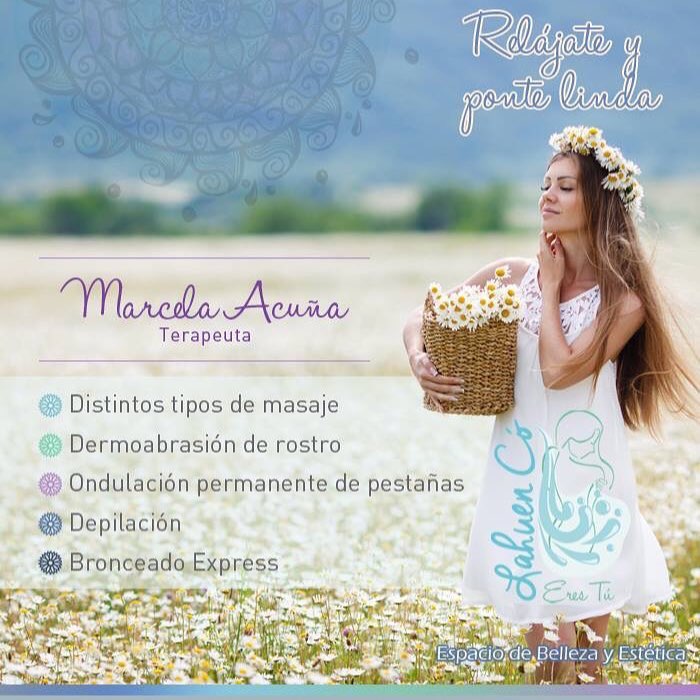 Relájate y
ponte linda
Marcela Acuña
Terapeuta
Distintos tipos de masaje
Dermoabrasión de rostro
Ondulación permanente de pestañas
Depilación
Bronceado Express
Lahuen Có
Eres Tú
Espacio de Belleza y Estética